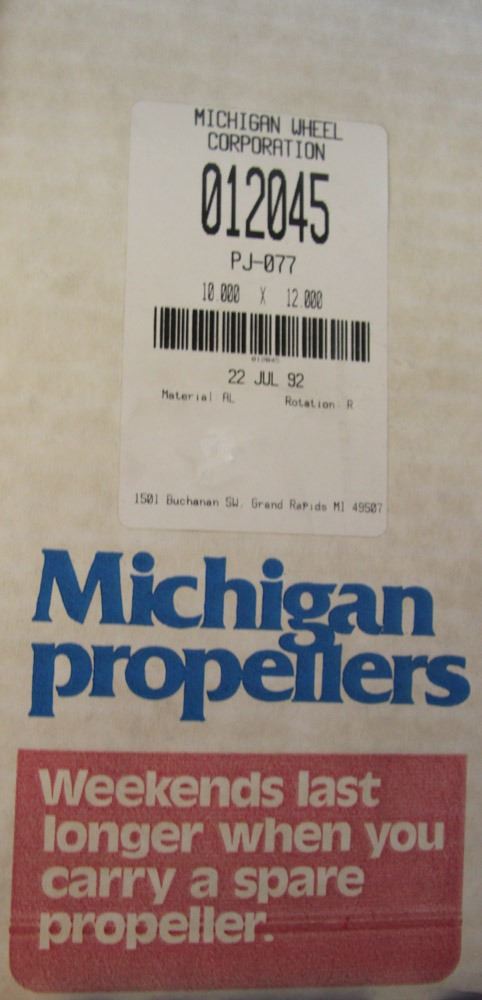 MICHIGAN WHEEL
CORPORATION
012045
PJ-077
10.000 X 12.000
012045
22 JUL 92
Material AL Rotation R
1501 Buchanan SW. Grand Rapids MI 49507
Michigan
propellers
Weekends last
longer when you
carry a spare
propeller.